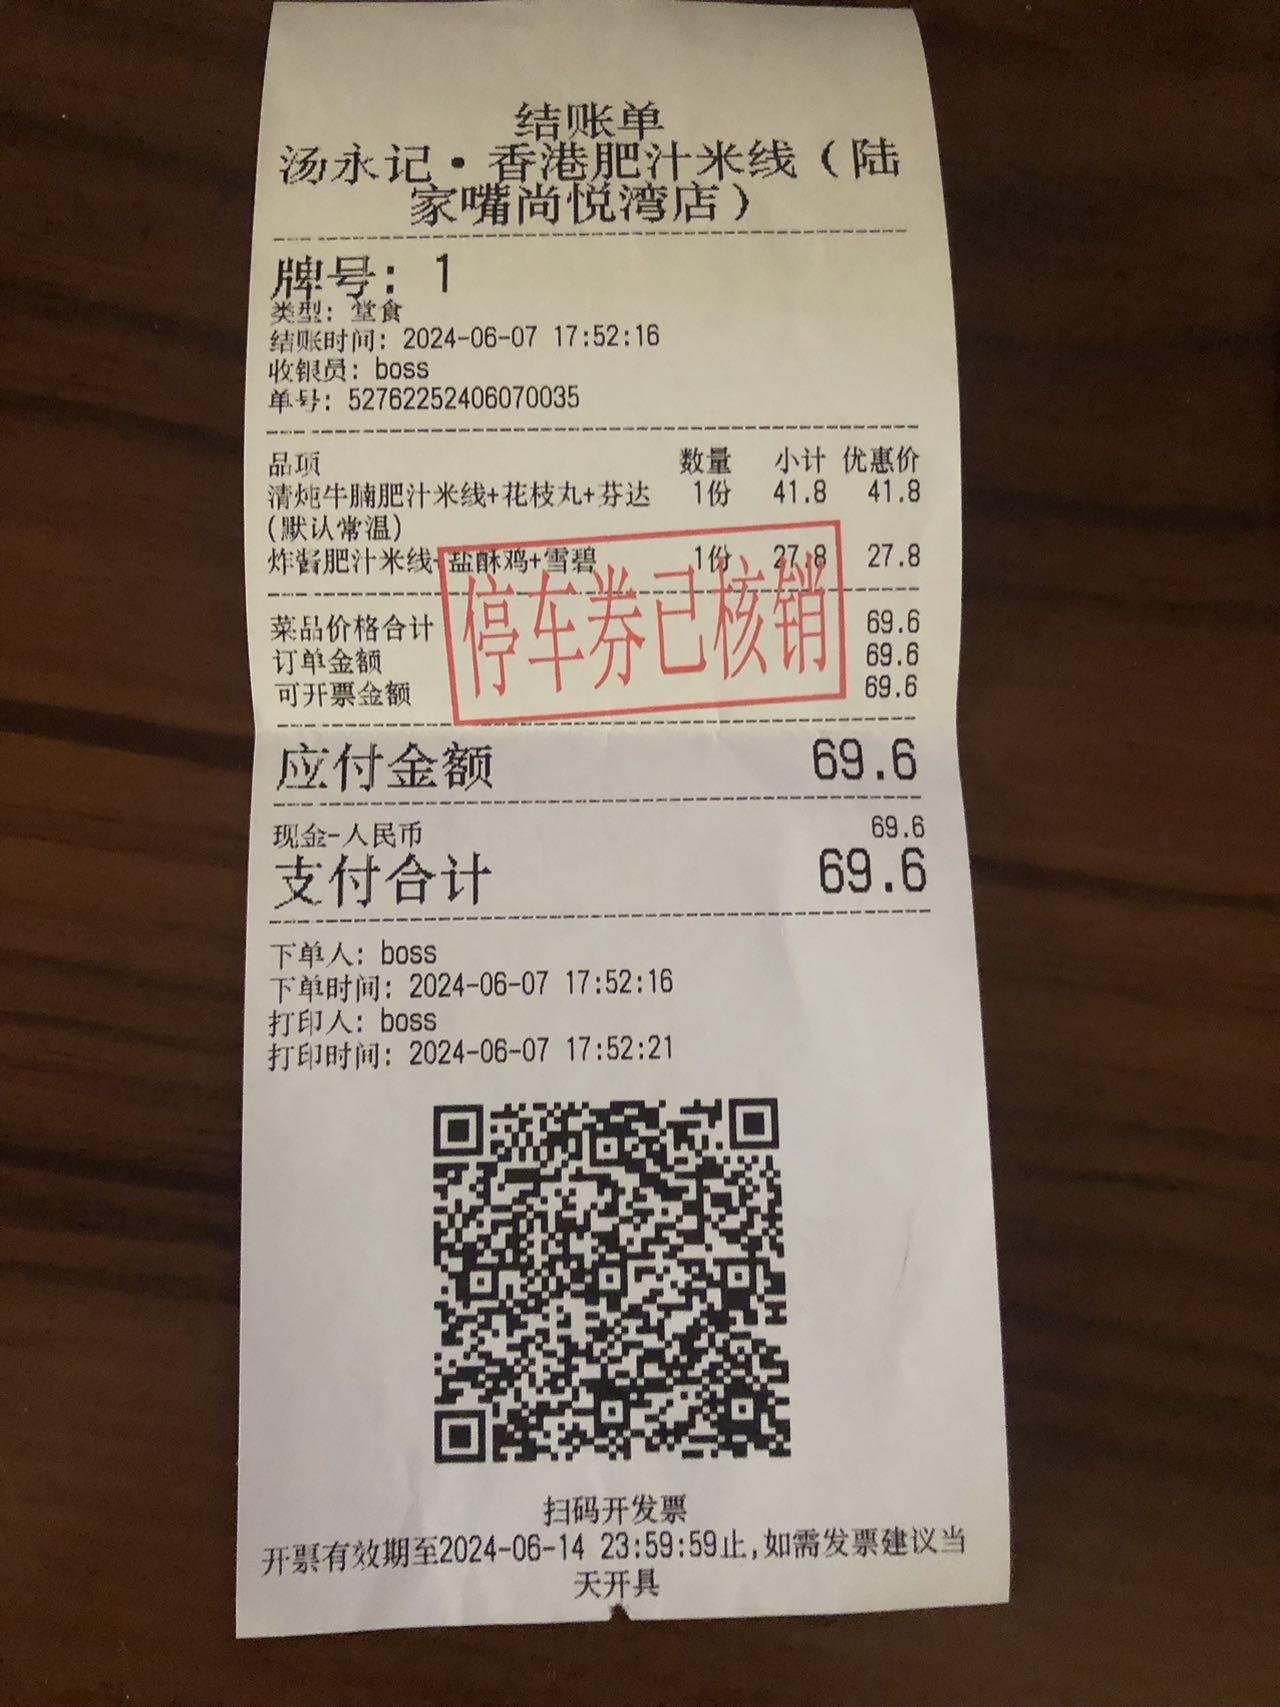 结账单
汤永记·香港肥汁米线（陆
家嘴尚悦湾店）
牌号: 1
类型: 堂食
结账时间: 2024-06-07 17:52:16
收银员: boss
单号: 52762252406070035
品项 数量 小计 优惠价
清炖牛腩肥汁米线+花枝丸+芬达 1份 41.8 41.8
(默认常温)
炸酱肥汁米线+盐酥鸡+雪碧 1份 27.8 27.8
停车券已核销
菜品价格合计 69.6
订单金额 69.6
可开票金额 69.6
应付金额 69.6
现金-人民币 69.6
支付合计 69.6
下单人: boss
下单时间: 2024-06-07 17:52:16
打印人: boss
打印时间: 2024-06-07 17:52:21
扫码开发票
开票有效期至2024-06-14 23:59:59止,如需发票建议当
天开具